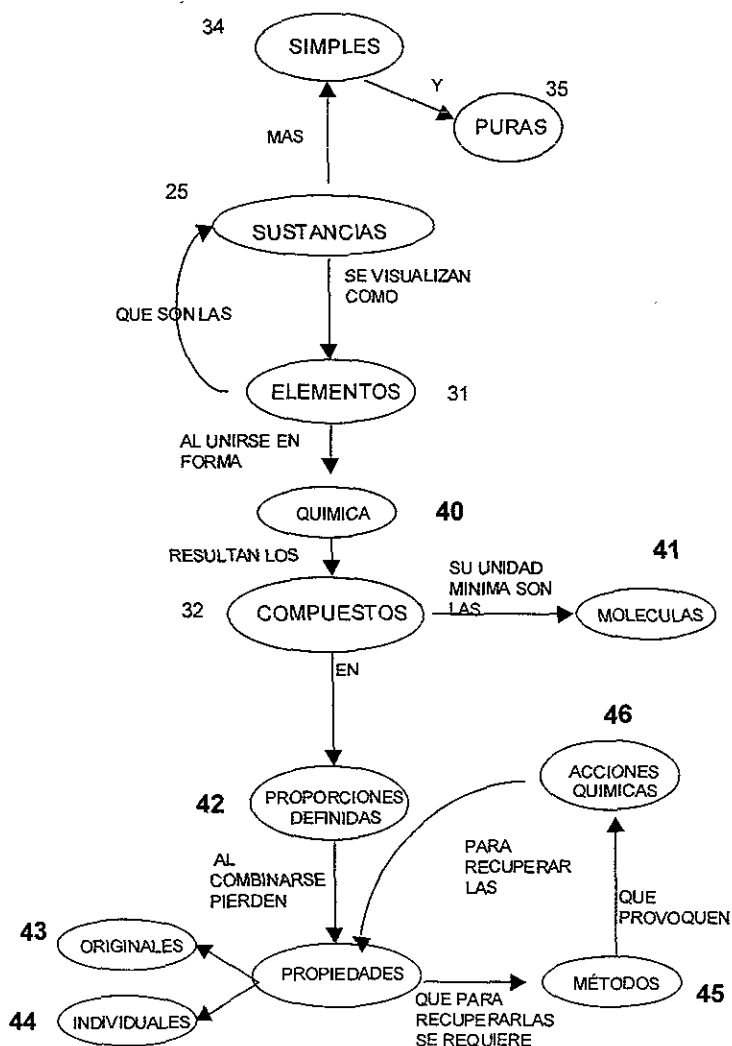 34
SIMPLES
Y
35
PURAS
MAS
25
SUSTANCIAS
SE VISUALIZAN
COMO
QUE SON LAS
ELEMENTOS
31
AL UNIRSE EN
FORMA
QUIMICA
40
RESULTAN LOS
SU UNIDAD
MINIMA SON
LAS
41
32
COMPUESTOS
MOLECULAS
EN
46
ACCIONES
QUIMICAS
42
PROPORCIONES
DEFINIDAS
AL
COMBINARSE
PIERDEN
PARA
RECUPERAR
LAS
QUE
PROVOQUEN
43
ORIGINALES
PROPIEDADES
MÉTODOS
45
QUE PARA
RECUPERARLAS
SE REQUIERE
44
INDIVIDUALES